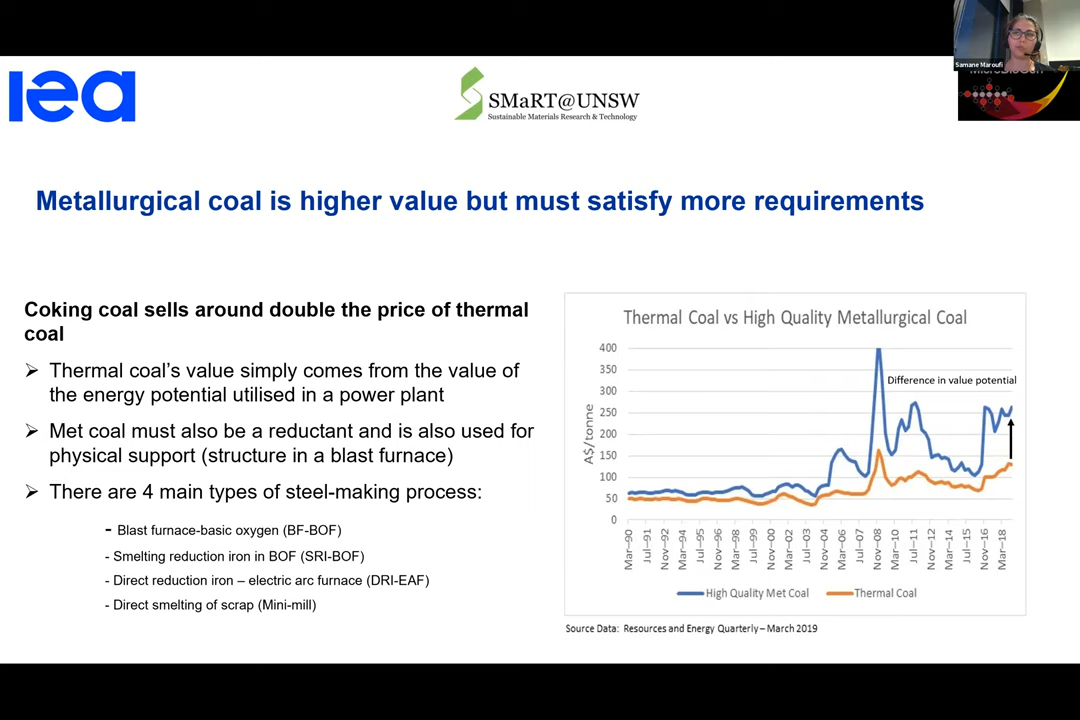 Samane Maroufi
iea
SMaRT@UNSW
Sustainable Materials Research & Technology
Metallurgical coal is higher value but must satisfy more requirements
Coking coal sells around double the price of thermal
coal
➢ Thermal coal's value simply comes from the value of
the energy potential utilised in a power plant
➢ Met coal must also be a reductant and is also used for
physical support (structure in a blast furnace)
➢ There are 4 main types of steel-making process:
- Blast furnace-basic oxygen (BF-BOF)
- Smelting reduction iron in BOF (SRI-BOF)
- Direct reduction iron – electric arc furnace (DRI-EAF)
- Direct smelting of scrap (Mini-mill)
Thermal Coal vs High Quality Metallurgical Coal
Difference in value potential
A$/tonne
400
350
300
250
200
150
100
50
0
Mar–90
Jul–91
Nov–92
Mar–94
Jul–95
Nov–96
Mar–98
Jul–99
Nov–00
Mar–02
Jul–03
Nov–04
Mar–06
Jul–07
Nov–08
Mar–10
Jul–11
Nov–12
Mar–14
Jul–15
Nov–16
Mar–18
High Quality Met Coal
Thermal Coal
Source Data: Resources and Energy Quarterly – March 2019